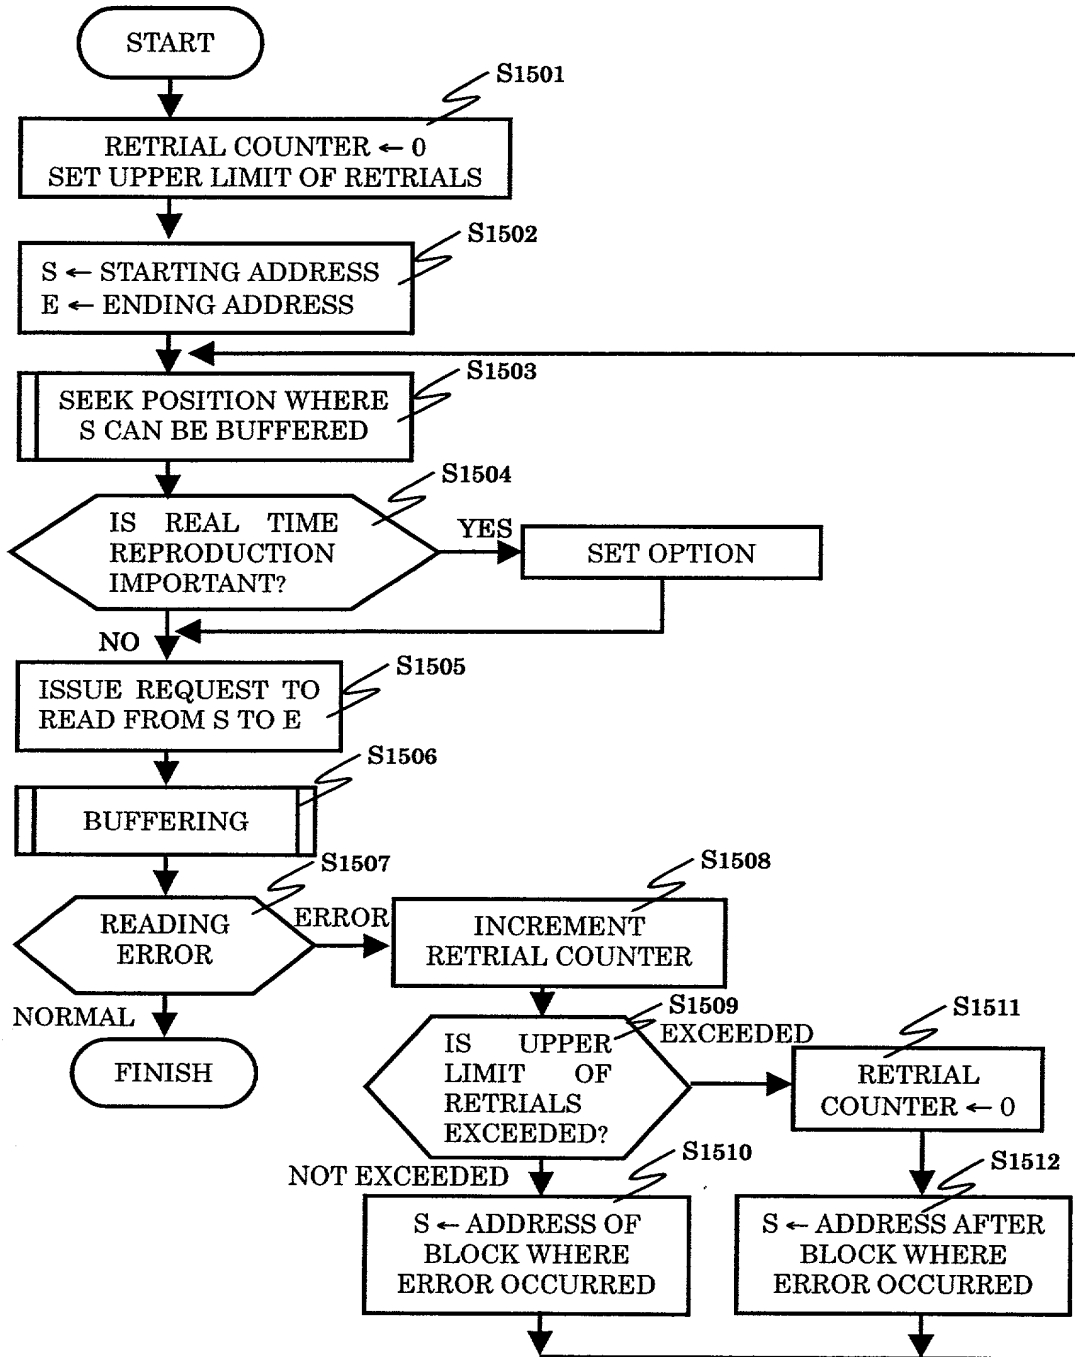 START
S1501
RETRIAL COUNTER ← 0
SET UPPER LIMIT OF RETRIALS
S1502
S ← STARTING ADDRESS
E ← ENDING ADDRESS
S1503
SEEK POSITION WHERE
S CAN BE BUFFERED
S1504
IS REAL TIME
REPRODUCTION
IMPORTANT?
YES
SET OPTION
NO
S1505
ISSUE REQUEST TO
READ FROM S TO E
S1506
BUFFERING
S1507
READING
ERROR
ERROR
S1508
INCREMENT
RETRIAL COUNTER
NORMAL
FINISH
S1509
IS UPPER
LIMIT OF
RETRIALS
EXCEEDED?
EXCEEDED
S1511
RETRIAL
COUNTER ← 0
NOT EXCEEDED
S1510
S ← ADDRESS OF
BLOCK WHERE
ERROR OCCURRED
S1512
S ← ADDRESS AFTER
BLOCK WHERE
ERROR OCCURRED